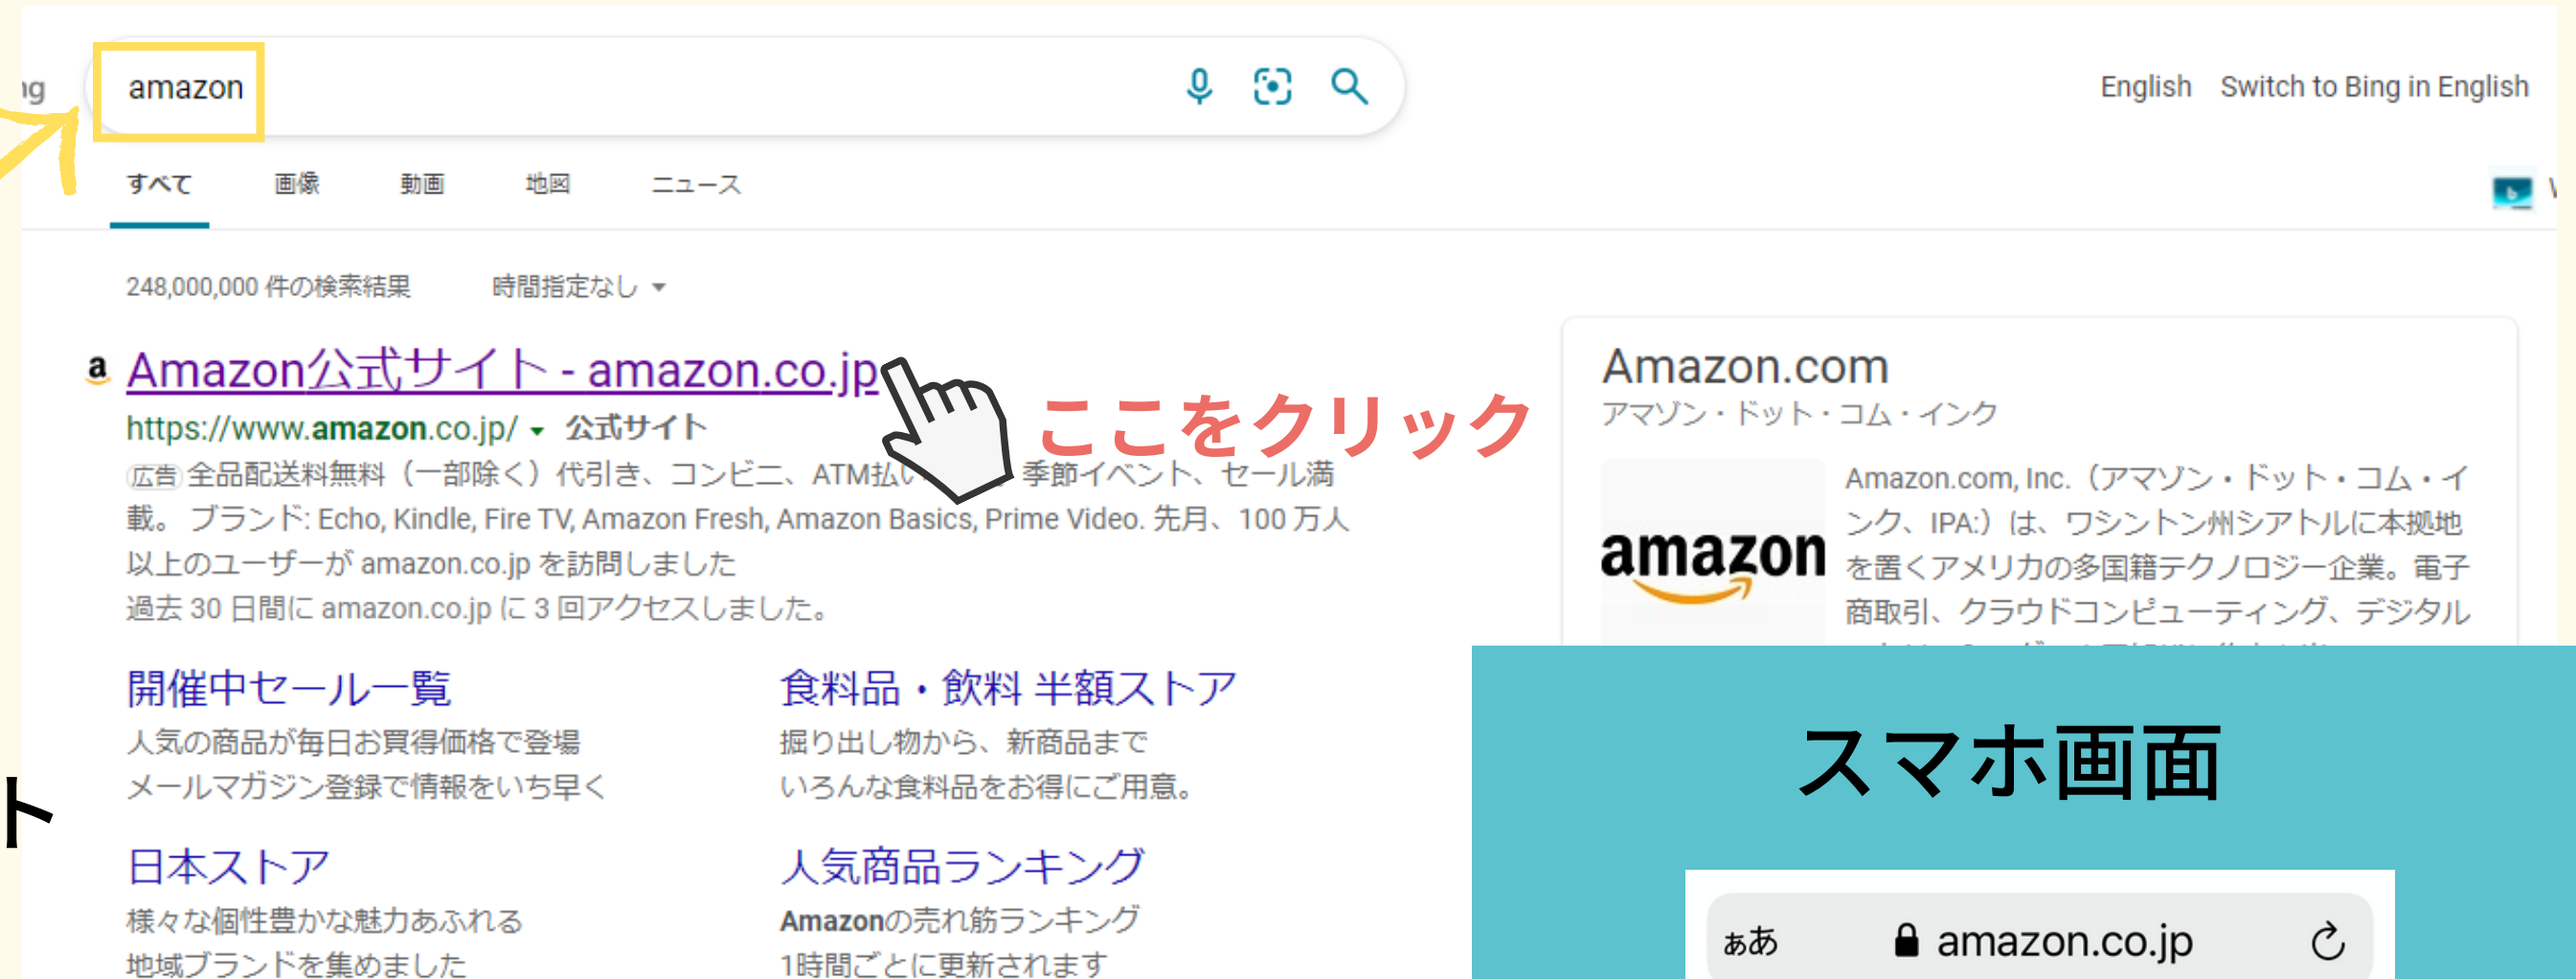 ng
amazon
English Switch to Bing in English
すべて 画像 動画 地図 ニュース
248,000,000 件の検索結果 時間指定なし
a Amazon公式サイト - amazon.co.jp
ここをクリック
https://www.amazon.co.jp/ 公式サイト
広告 全品配送料無料（一部除く）代引き、コンビニ、ATM払い 季節イベント、セール満
載。 ブランド: Echo, Kindle, Fire TV, Amazon Fresh, Amazon Basics, Prime Video. 先月、100 万人
以上のユーザーが amazon.co.jp を訪問しました
過去 30 日間に amazon.co.jp に 3 回アクセスしました。
開催中セール一覧
人気の商品が毎日お買得価格で登場
メールマガジン登録で情報をいち早く
食料品・飲料 半額ストア
掘り出し物から、新商品まで
いろんな食料品をお得にご用意。
ト
日本ストア
様々な個性豊かな魅力あふれる
地域ブランドを集めました
人気商品ランキング
Amazonの売れ筋ランキング
1時間ごとに更新されます
Amazon.com
アマゾン・ドット・コム・インク
amazon
Amazon.com, Inc.（アマゾン・ドット・コム・イ
ンク、IPA:）は、ワシントン州シアトルに本拠地
を置くアメリカの多国籍テクノロジー企業。電子
商取引、クラウドコンピューティング、デジタル
スマホ画面
ぁあ amazon.co.jp